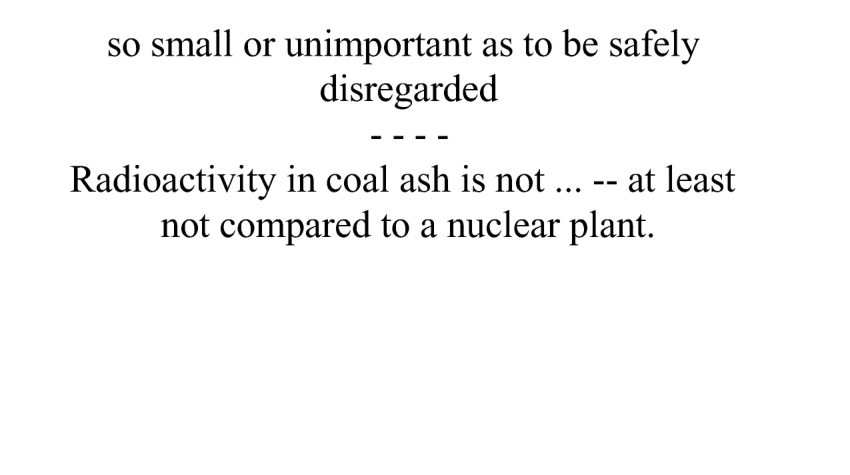 so small or unimportant as to be safely
disregarded
- - - -
Radioactivity in coal ash is not ... -- at least
not compared to a nuclear plant.